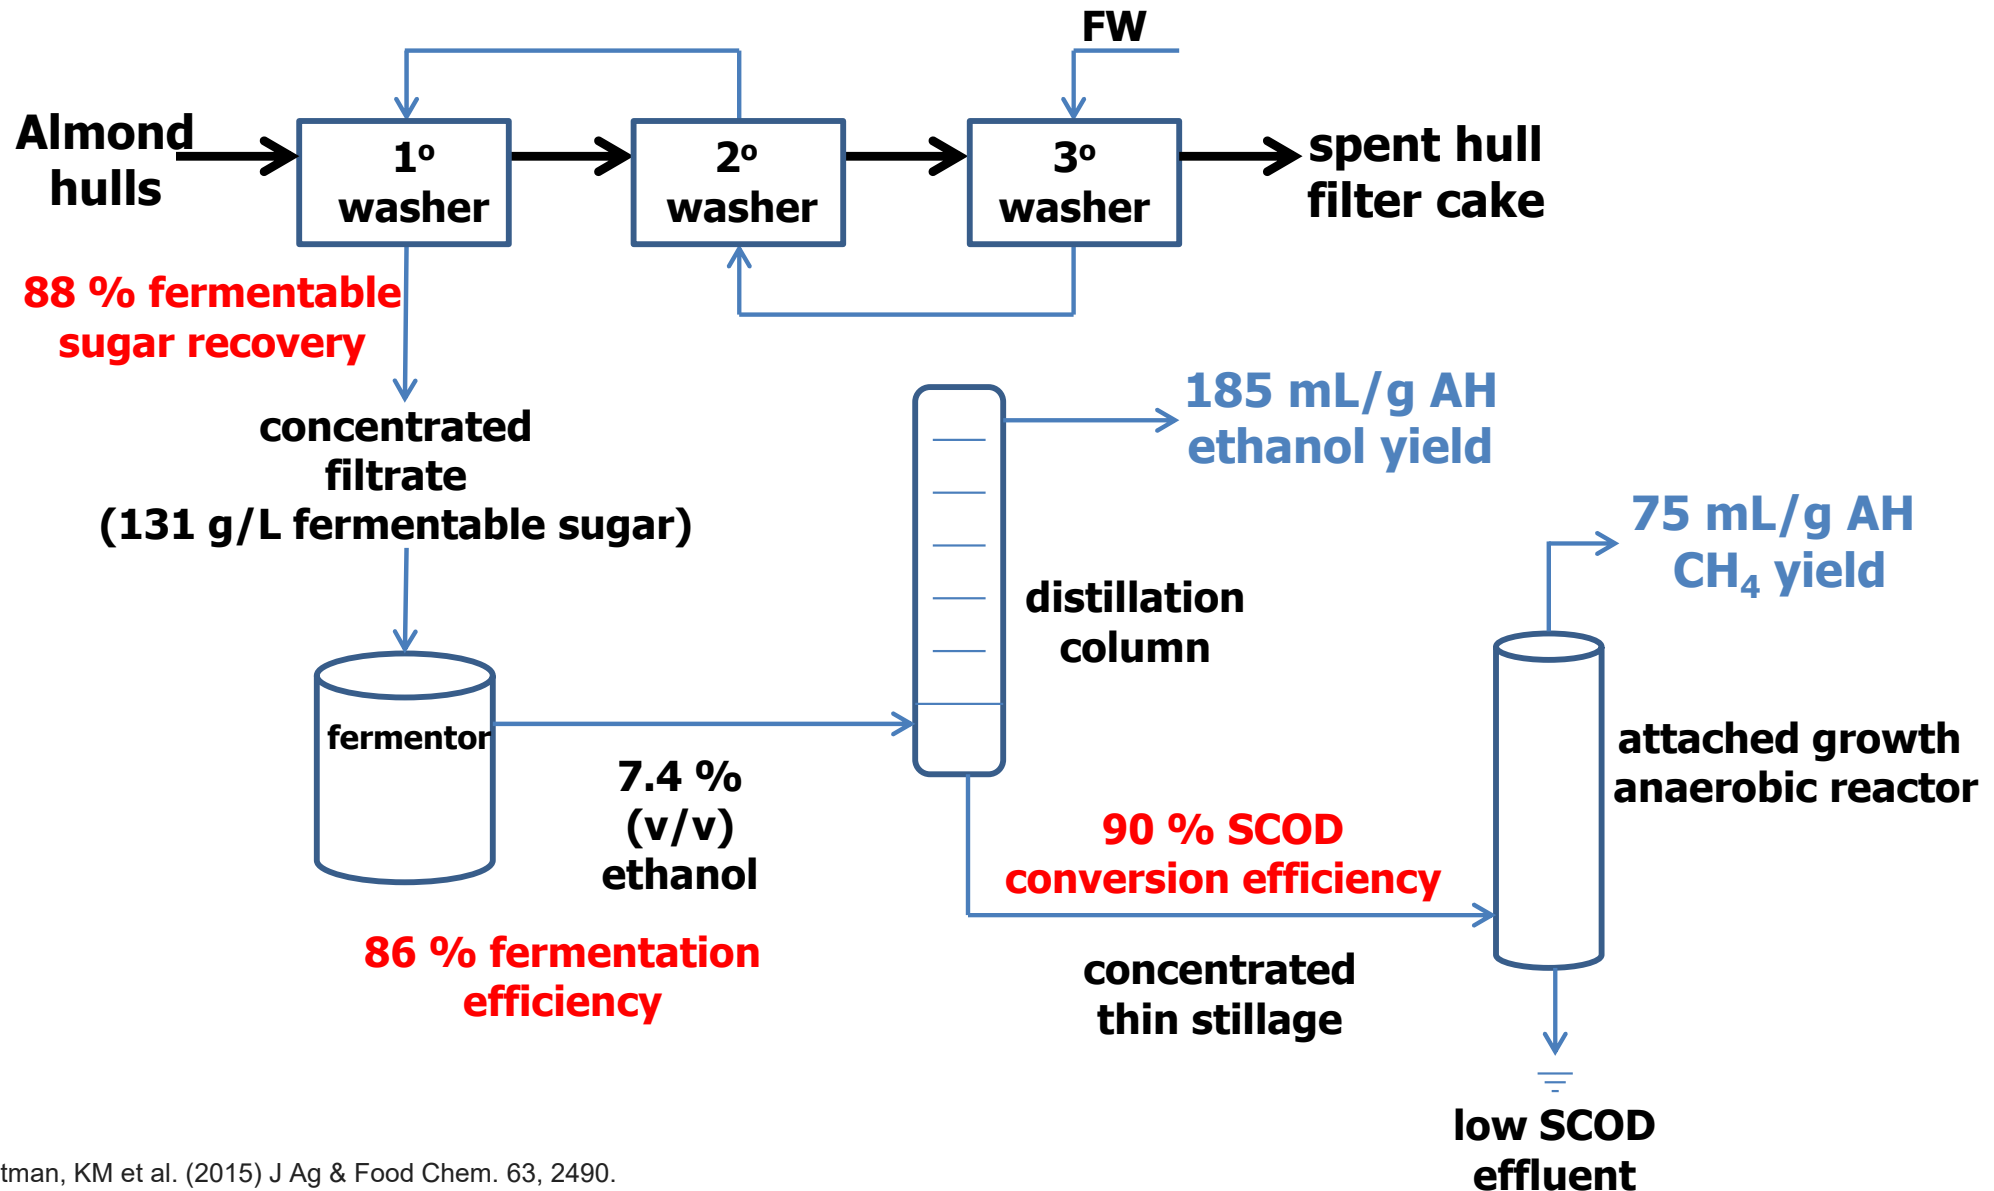 FW
Almond
hulls
1º
washer
2º
washer
3º
washer
spent hull
filter cake
88 % fermentable
sugar recovery
concentrated
filtrate
(131 g/L fermentable sugar)
185 mL/g AH
ethanol yield
75 mL/g AH
CH₄ yield
distillation
column
fermentor
7.4 %
(v/v)
ethanol
attached growth
anaerobic reactor
90 % SCOD
conversion efficiency
86 % fermentation
efficiency
concentrated
thin stillage
low SCOD
effluent
tman, KM et al. (2015) J Ag & Food Chem. 63, 2490.